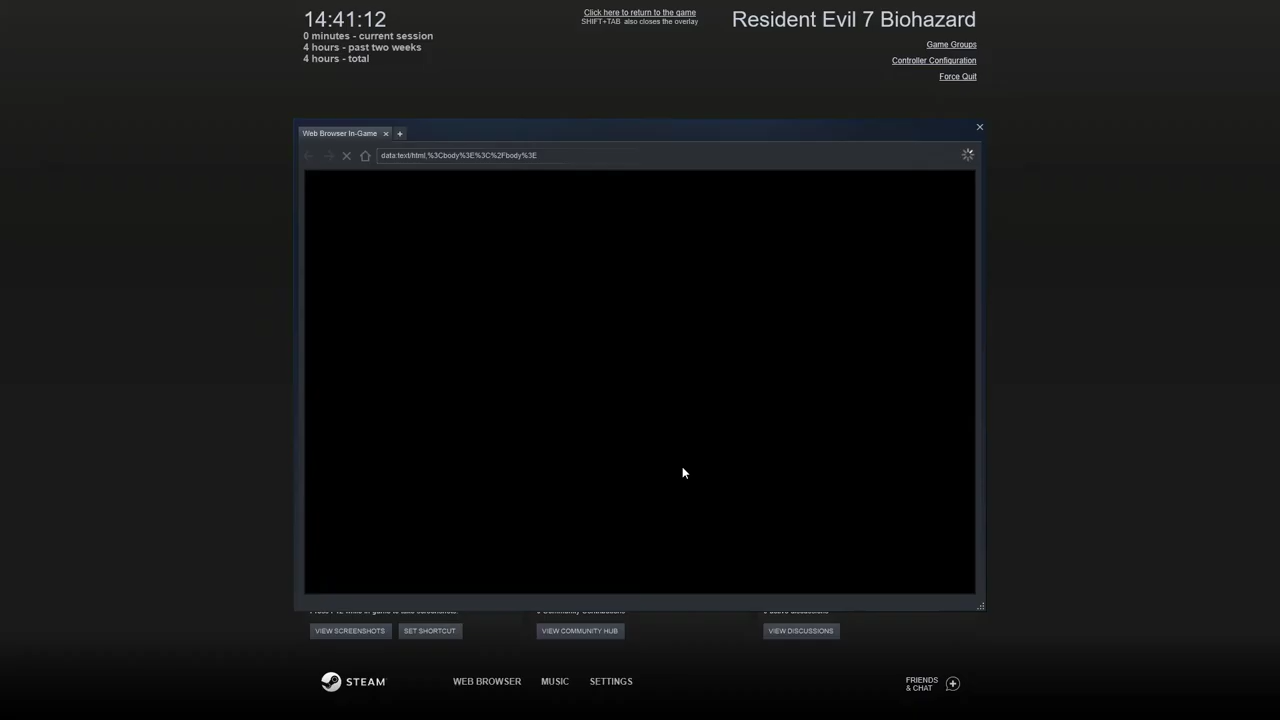 14:41:12
0 minutes - current session
4 hours - past two weeks
4 hours - total
Click here to return to the game
SHIFT+TAB also closes the overlay
Resident Evil 7 Biohazard
Game Groups
Controller Configuration
Force Quit
Web Browser In-Game
data:text/html,%3Cbody%3E%3C%2Fbody%3E
VIEW SCREENSHOTS
SET SHORTCUT
VIEW COMMUNITY HUB
VIEW DISCUSSIONS
STEAM
WEB BROWSER
MUSIC
SETTINGS
FRIENDS
& CHAT